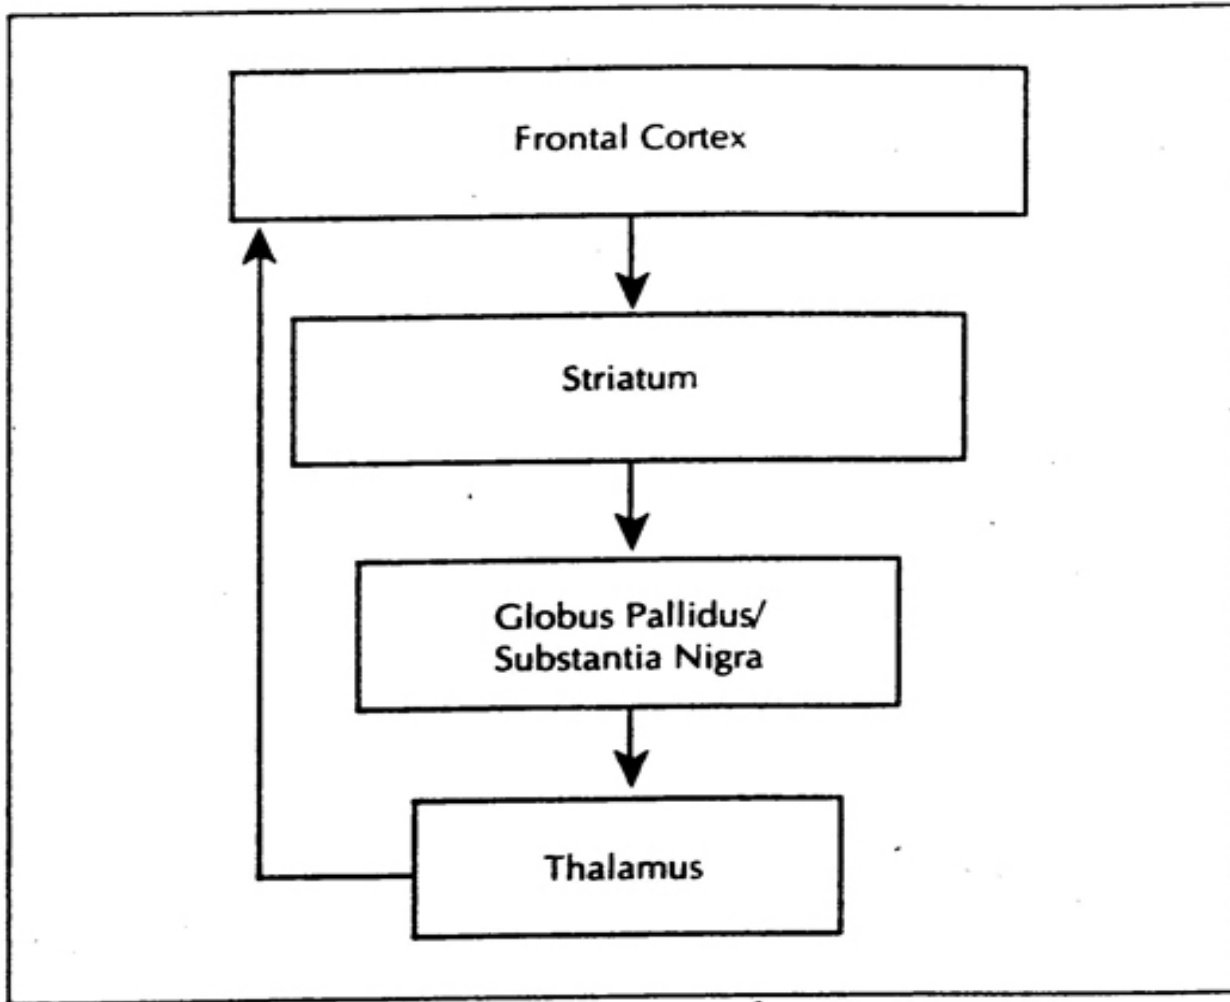 Frontal Cortex
Striatum
Globus Pallidus/
Substantia Nigra
Thalamus